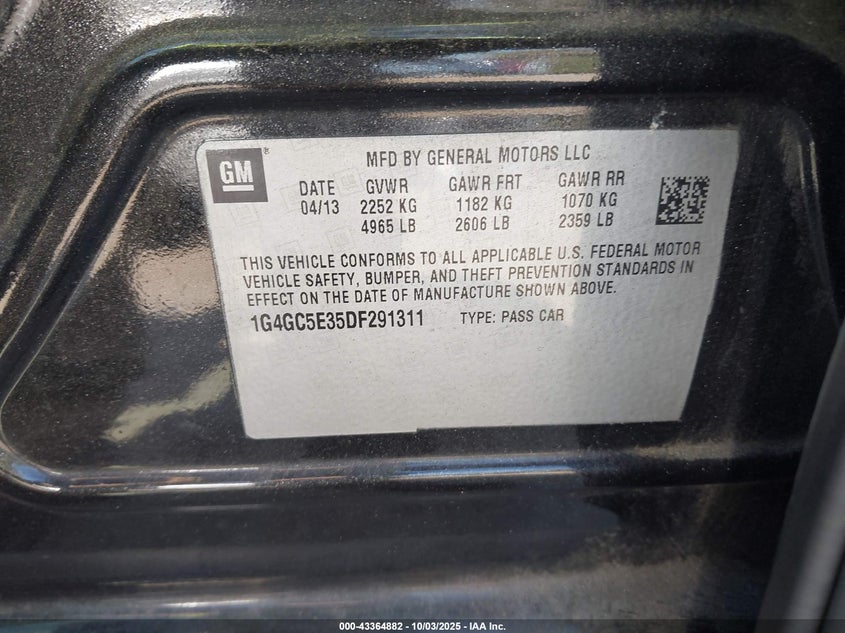 GM ®
MFD BY GENERAL MOTORS LLC
DATE GVWR GAWR FRT GAWR RR
04/13 2252 KG 1182 KG 1070 KG
4965 LB 2606 LB 2359 LB
THIS VEHICLE CONFORMS TO ALL APPLICABLE U.S. FEDERAL MOTOR
VEHICLE SAFETY, BUMPER, AND THEFT PREVENTION STANDARDS IN
EFFECT ON THE DATE OF MANUFACTURE SHOWN ABOVE.
1G4GC5E35DF291311 TYPE: PASS CAR
000-43364882 - 10/03/2025 - IAA Inc.